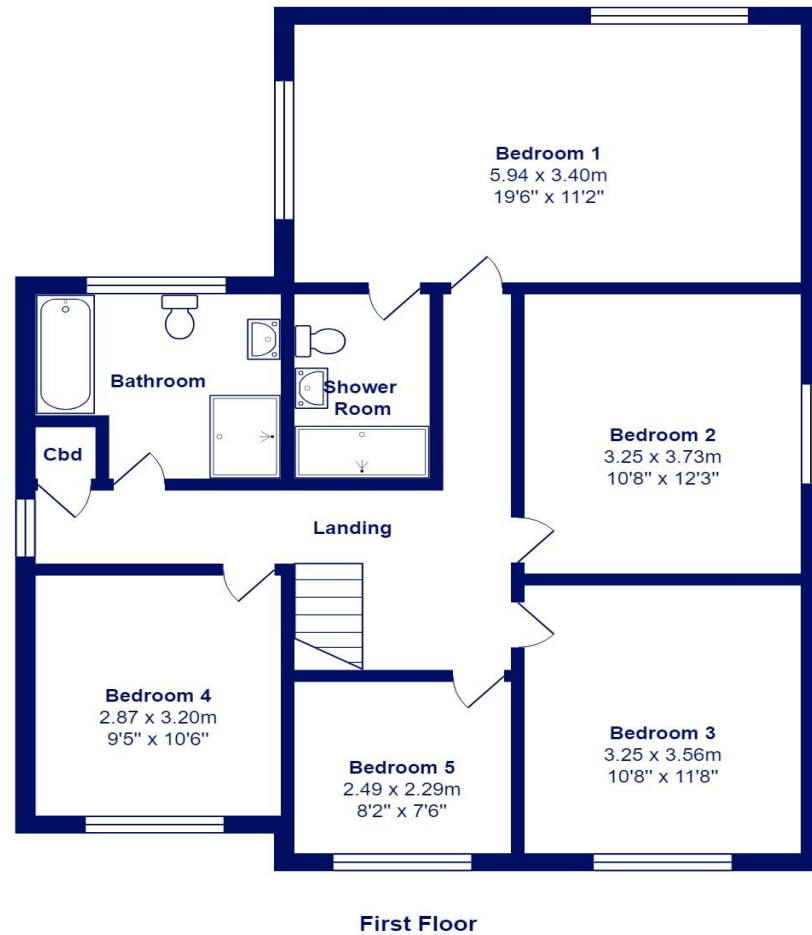 Bedroom 1
5.94 x 3.40m
19'6" x 11'2"
Bathroom
Shower
Room
Cbd
Bedroom 2
3.25 x 3.73m
10'8" x 12'3"
Landing
Bedroom 4
2.87 x 3.20m
9'5" x 10'6"
Bedroom 5
2.49 x 2.29m
8'2" x 7'6"
Bedroom 3
3.25 x 3.56m
10'8" x 11'8"
First Floor